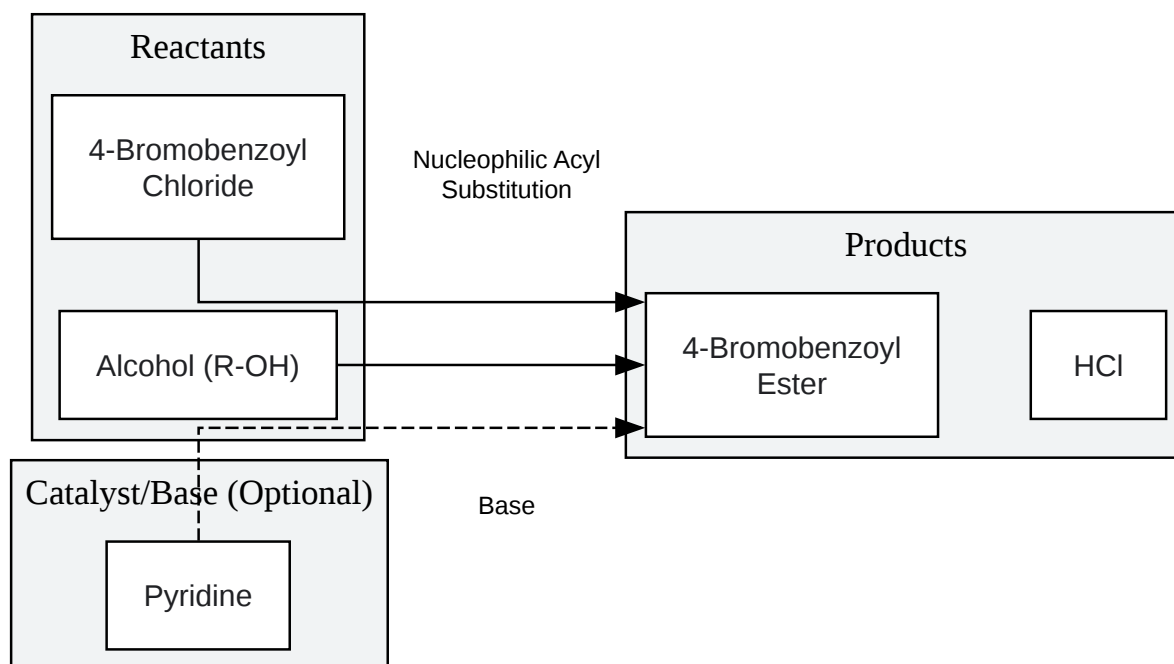 Reactants
4-Bromobenzoyl
Chloride
Nucleophilic Acyl
Substitution
Products
Alcohol (R-OH)
4-Bromobenzoyl
Ester
HCl
Catalyst/Base (Optional)
Base
Pyridine